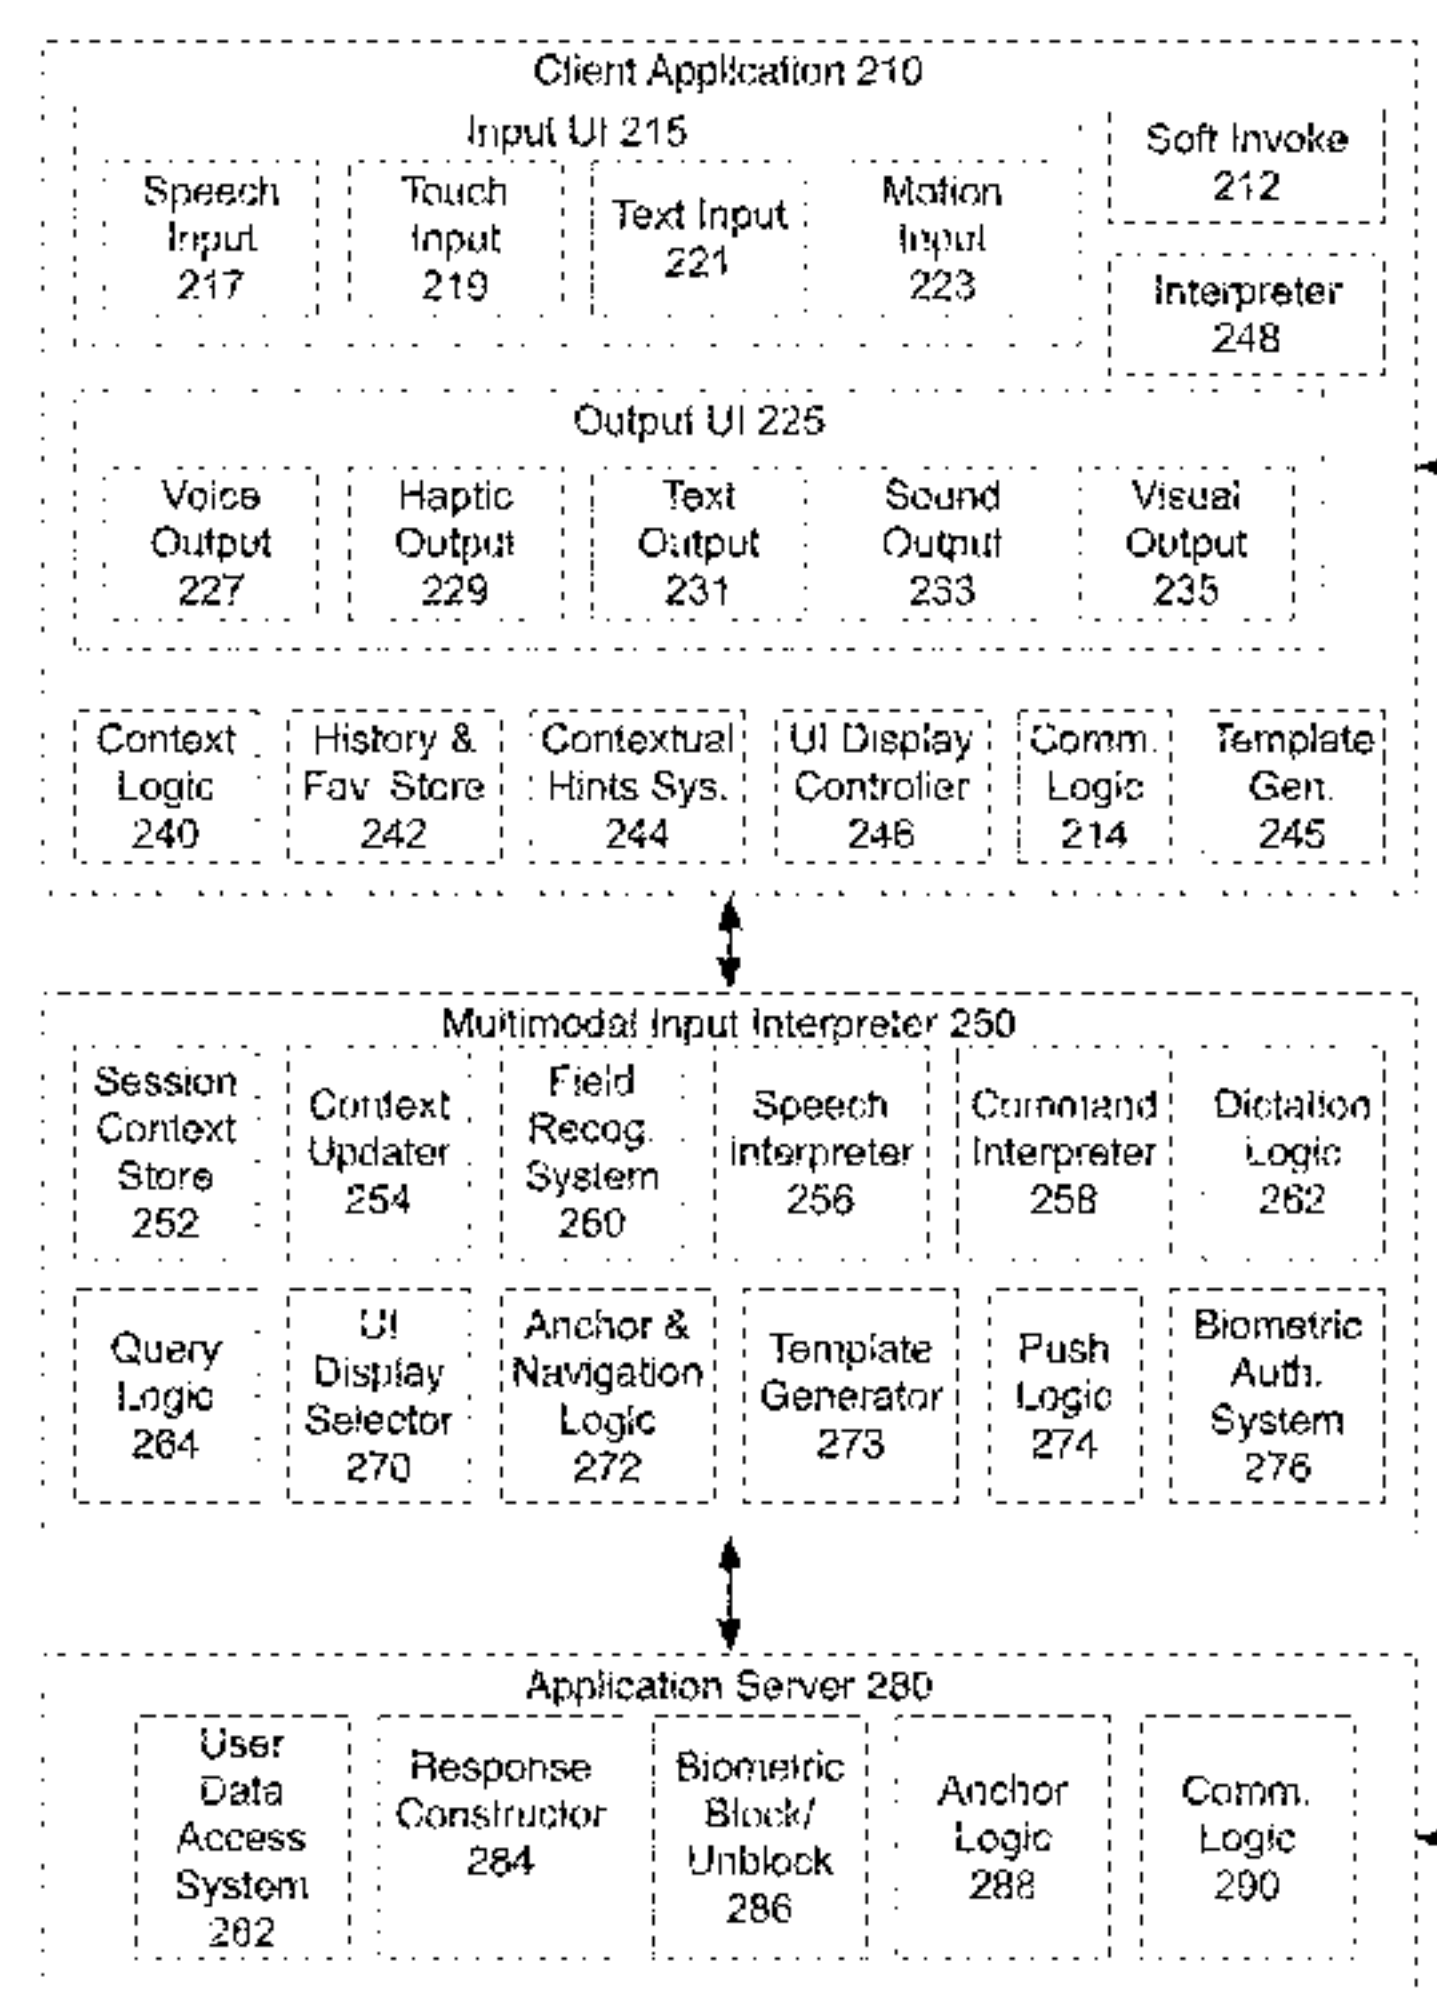 Client Application 210
Input UI 215
Speech
Input
217
Touch
Input
219
Text Input
221
Motion
Input
223
Soft Invoke
212
Interpreter
248
Output UI 225
Voice
Output
227
Haptic
Output
229
Text
Output
231
Sound
Output
233
Visual
Output
235
Context
Logic
240
History &
Fav. Store
242
Contextual
Hints Sys.
244
UI Display
Controller
246
Comm.
Logic
214
Template
Gen.
245
Multimodal Input Interpreter 250
Session
Context
Store
252
Context
Updater
254
Field
Recog.
System
260
Speech
Interpreter
256
Command
Interpreter
258
Dictation
Logic
262
Query
Logic
264
UI
Display
Selector
270
Anchor &
Navigation
Logic
272
Template
Generator
273
Push
Logic
274
Biometric
Auth.
System
276
Application Server 280
User
Data
Access
System
282
Response
Constructor
284
Biometric
Block/
Unblock
286
Anchor
Logic
288
Comm.
Logic
290